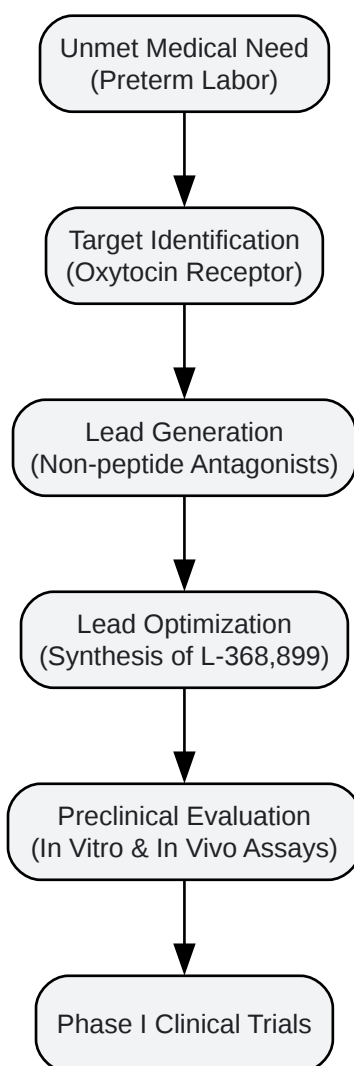 Unmet Medical Need
(Preterm Labor)
Target Identification
(Oxytocin Receptor)
Lead Generation
(Non-peptide Antagonists)
Lead Optimization
(Synthesis of L-368,899)
Preclinical Evaluation
(In Vitro & In Vivo Assays)
Phase I Clinical Trials